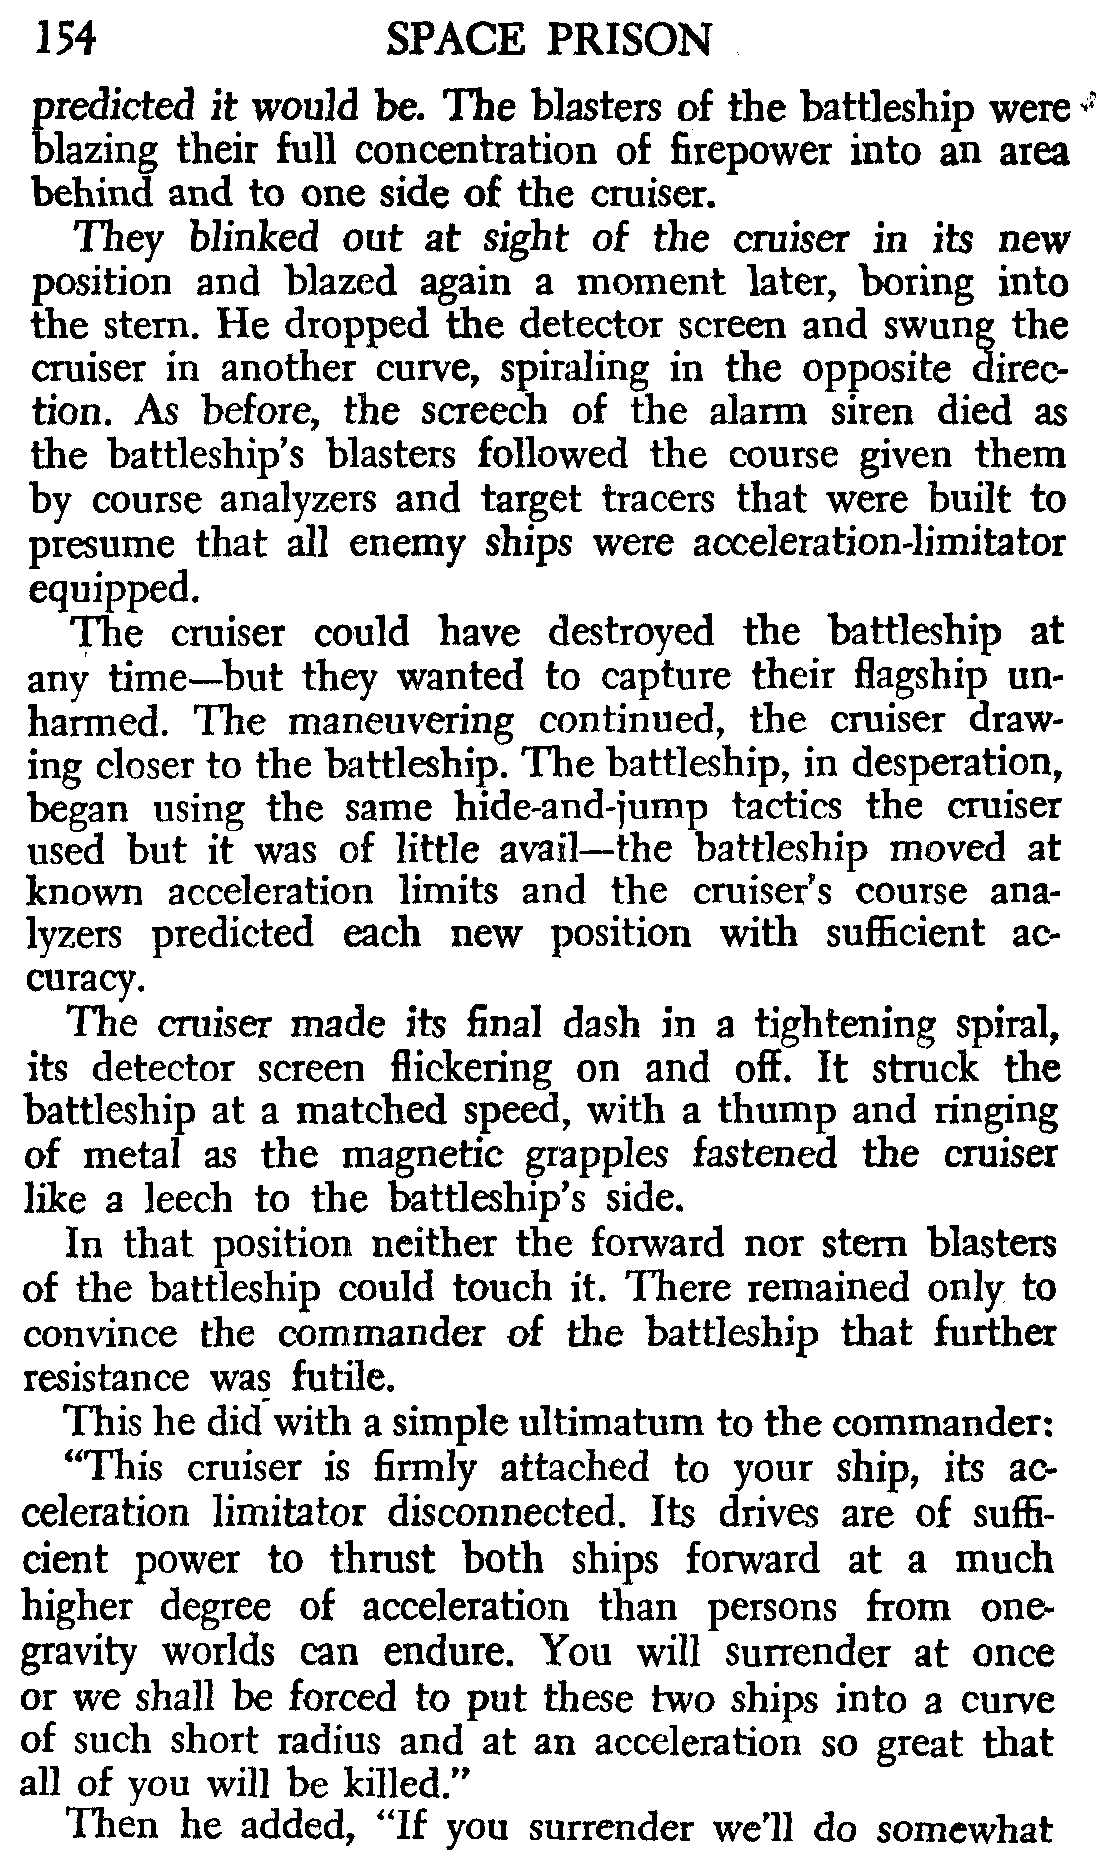 154 SPACE PRISON
predicted it would be. The blasters of the battleship were
blazing their full concentration of firepower into an area
behind and to one side of the cruiser.
They blinked out at sight of the cruiser in its new
position and blazed again a moment later, boring into
the stern. He dropped the detector screen and swung the
cruiser in another curve, spiraling in the opposite direc-
tion. As before, the screech of the alarm siren died as
the battleship's blasters followed the course given them
by course analyzers and target tracers that were built to
presume that all enemy ships were acceleration-limitator
equipped.
The cruiser could have destroyed the battleship at
any time—but they wanted to capture their flagship un-
harmed. The maneuvering continued, the cruiser draw-
ing closer to the battleship. The battleship, in desperation,
began using the same hide-and-jump tactics the cruiser
used but it was of little avail—the battleship moved at
known acceleration limits and the cruiser's course ana-
lyzers predicted each new position with sufficient ac-
curacy.
The cruiser made its final dash in a tightening spiral,
its detector screen flickering on and off. It struck the
battleship at a matched speed, with a thump and ringing
of metal as the magnetic grapples fastened the cruiser
like a leech to the battleship's side.
In that position neither the forward nor stern blasters
of the battleship could touch it. There remained only to
convince the commander of the battleship that further
resistance was futile.
This he did with a simple ultimatum to the commander:
"This cruiser is firmly attached to your ship, its ac-
celeration limitator disconnected. Its drives are of suffi-
cient power to thrust both ships forward at a much
higher degree of acceleration than persons from one-
gravity worlds can endure. You will surrender at once
or we shall be forced to put these two ships into a curve
of such short radius and at an acceleration so great that
all of you will be killed."
Then he added, "If you surrender we'll do somewhat